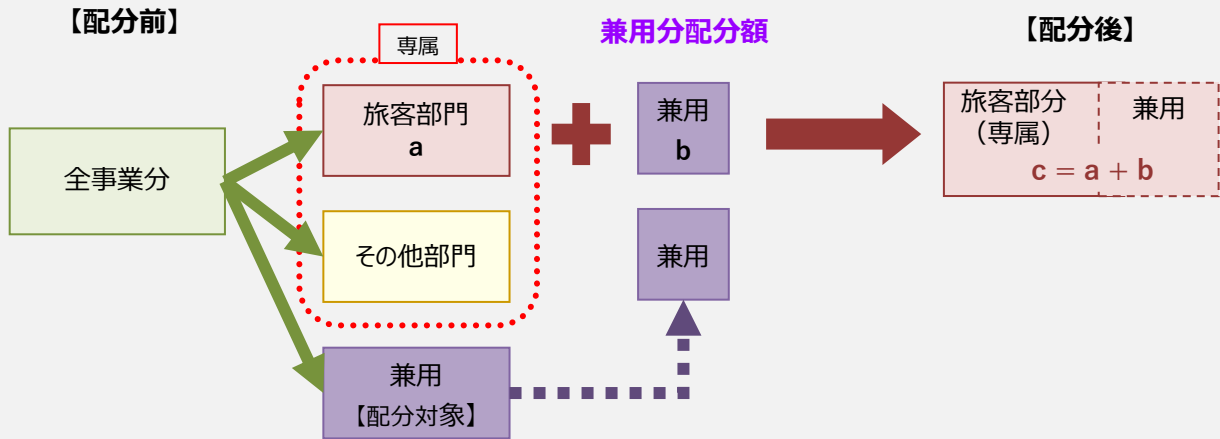 【配分前】
兼用分配分額
【配分後】
専属
旅客部門
a
兼用
b
旅客部分
（専属）
兼用
c = a + b
全事業分
その他部門
兼用
兼用
【配分対象】